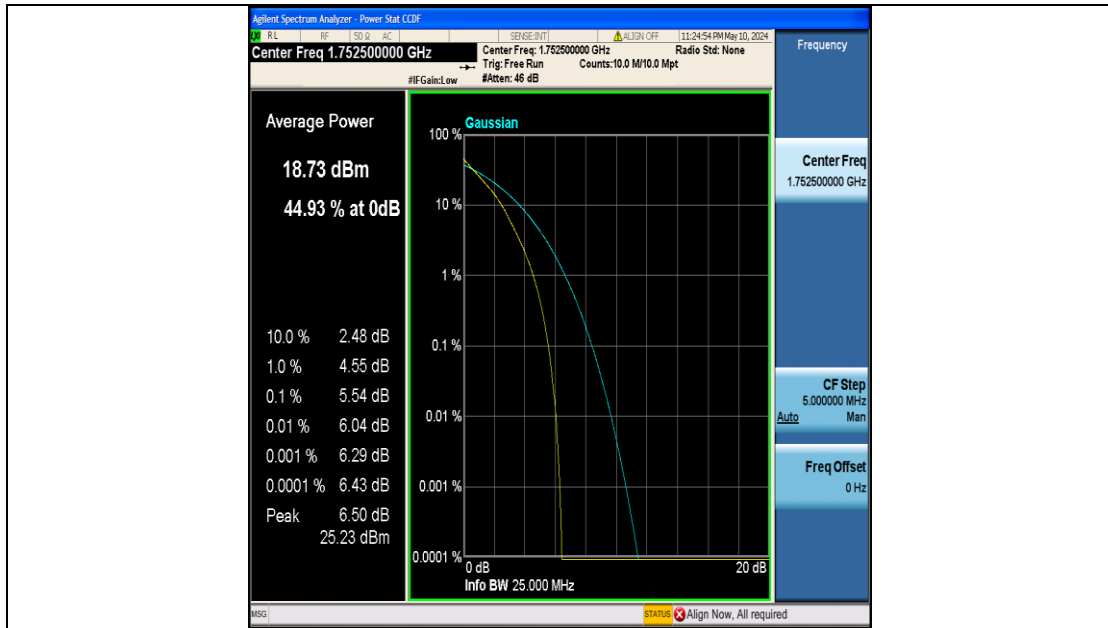 Agilent Spectrum Analyzer - Power Stat CCDF
RL RF 50 Ω AC SENSE:INT ALIGN OFF 11:24:54 PM May 10, 2024
Center Freq 1.752500000 GHz
Center Freq: 1.752500000 GHz Radio Std: None
Trig: Free Run Counts:10.0 M/10.0 Mpt
#IFGain:Low #Atten: 46 dB
Frequency
Average Power
18.73 dBm
44.93 % at 0dB
10.0 % 2.48 dB
1.0 % 4.55 dB
0.1 % 5.54 dB
0.01 % 6.04 dB
0.001 % 6.29 dB
0.0001 % 6.43 dB
Peak 6.50 dB
25.23 dBm
Gaussian
100 %
10 %
1 %
0.1 %
0.01 %
0.001 %
0.0001 %
0 dB 20 dB
Info BW 25.000 MHz
Center Freq
1.752500000 GHz
CF Step
5.000000 MHz
Auto Man
Freq Offset
0 Hz
MSG STATUS Align Now, All required